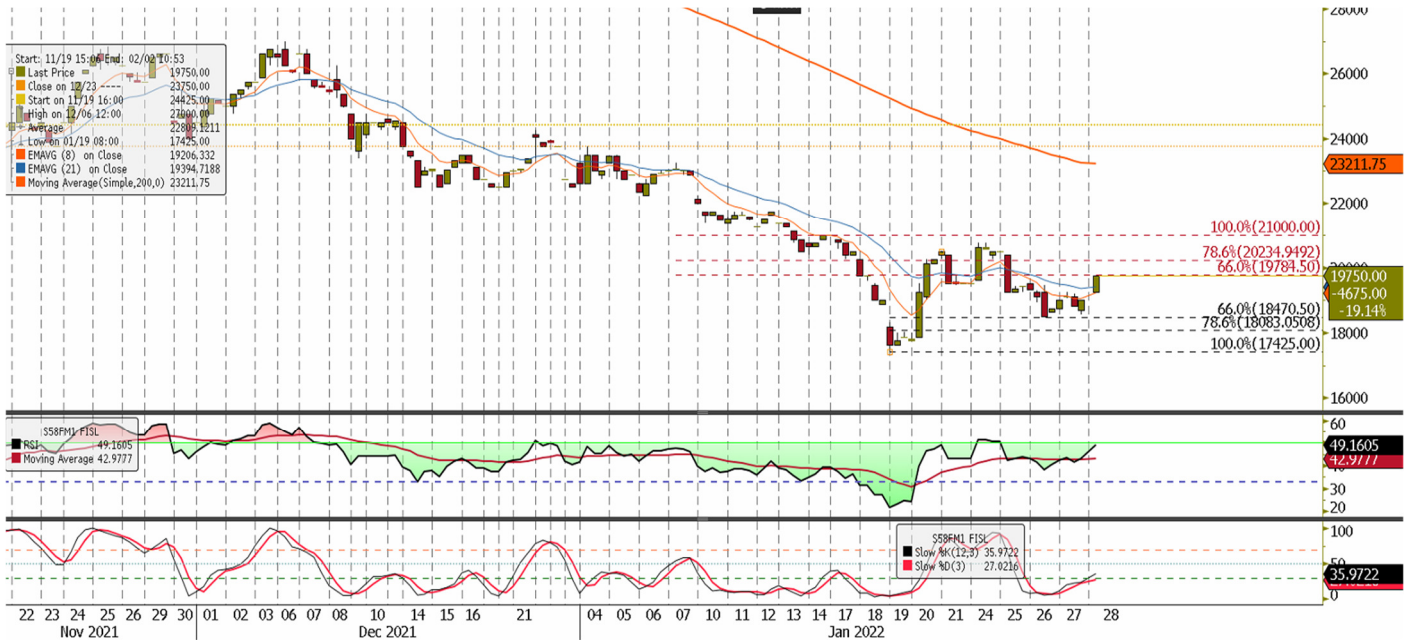 28000
26000
24000
23211.75
22000
20000
18000
16000
Start: 11/19 15:06 End: 02/02 10:53
Last Price 19750.00
Close on 12/23 ---- 23750.00
Start on 11/19 16:00 24425.00
High on 12/06 12:00 27000.00
Average 22809.1211
Low on 01/19 08:00 17425.00
EMAVG (8) on Close 19206.332
EMAVG (21) on Close 19394.7188
Moving Average(Simple,200,0) 23211.75
100.0%(21000.00)
78.6%(20234.9492)
66.0%(19784.50)
19750.00
-4675.00
-19.14%
66.0%(18470.50)
78.6%(18083.0508)
100.0%(17425.00)
S58FM1 FISL
RSI 49.1605
Moving Average 42.9777
60
49.1605
42.9777
40
30
20
S58FM1 FISL
Slow %K(12,3) 35.9722
Slow %D(3) 27.0216
100
50
35.9722
27.0216
0
22 23 24 25 26 29 30 01 02 03 06 07 08 10 13 14 15 16 17 21 04 05 06 07 10 11 12 13 14 17 18 19 20 21 24 25 26 27 28
Nov 2021 Dec 2021 Jan 2022